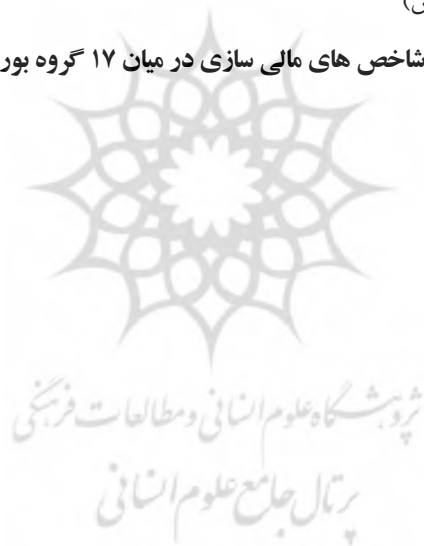 ش)
شاخص های مالی سازی در میان ۱۷ گروه بور
پژوهشگاه علوم انسانی و مطالعات فرهنگی
پرتال جامع علوم انسانی